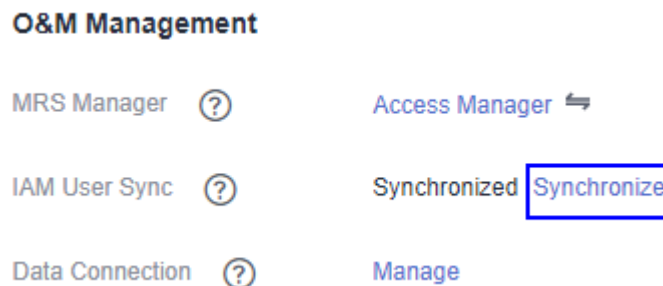 O&M Management
MRS Manager ? Access Manager ⇋
IAM User Sync ? Synchronized Synchronize
Data Connection ? Manage